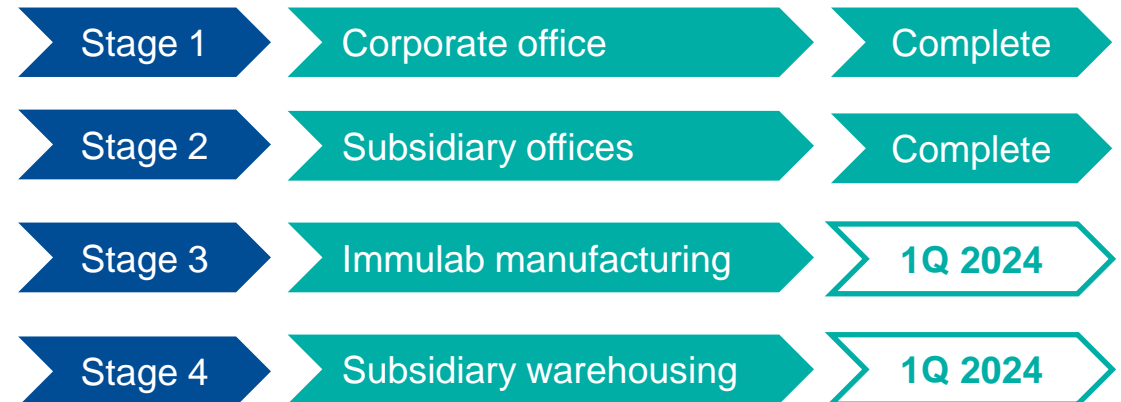 Stage 1 Corporate office Complete
Stage 2 Subsidiary offices Complete
Stage 3 Immulab manufacturing 1Q 2024
Stage 4 Subsidiary warehousing 1Q 2024